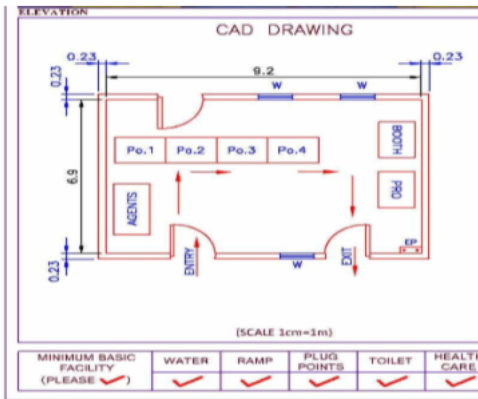 ELEVATION
CAD DRAWING
0.23 9.2 0.23
0.23
W W
Po.1 Po.2 Po.3 Po.4
BOOTH
6.9
AGENTS
PRO
EP
0.23
ENTRY
W
EXIT
(SCALE 1cm=1m)
MINIMUM BASIC FACILITY (PLEASE ✓)
WATER
RAMP
PLUG POINTS
TOILET
HEALTH CARE